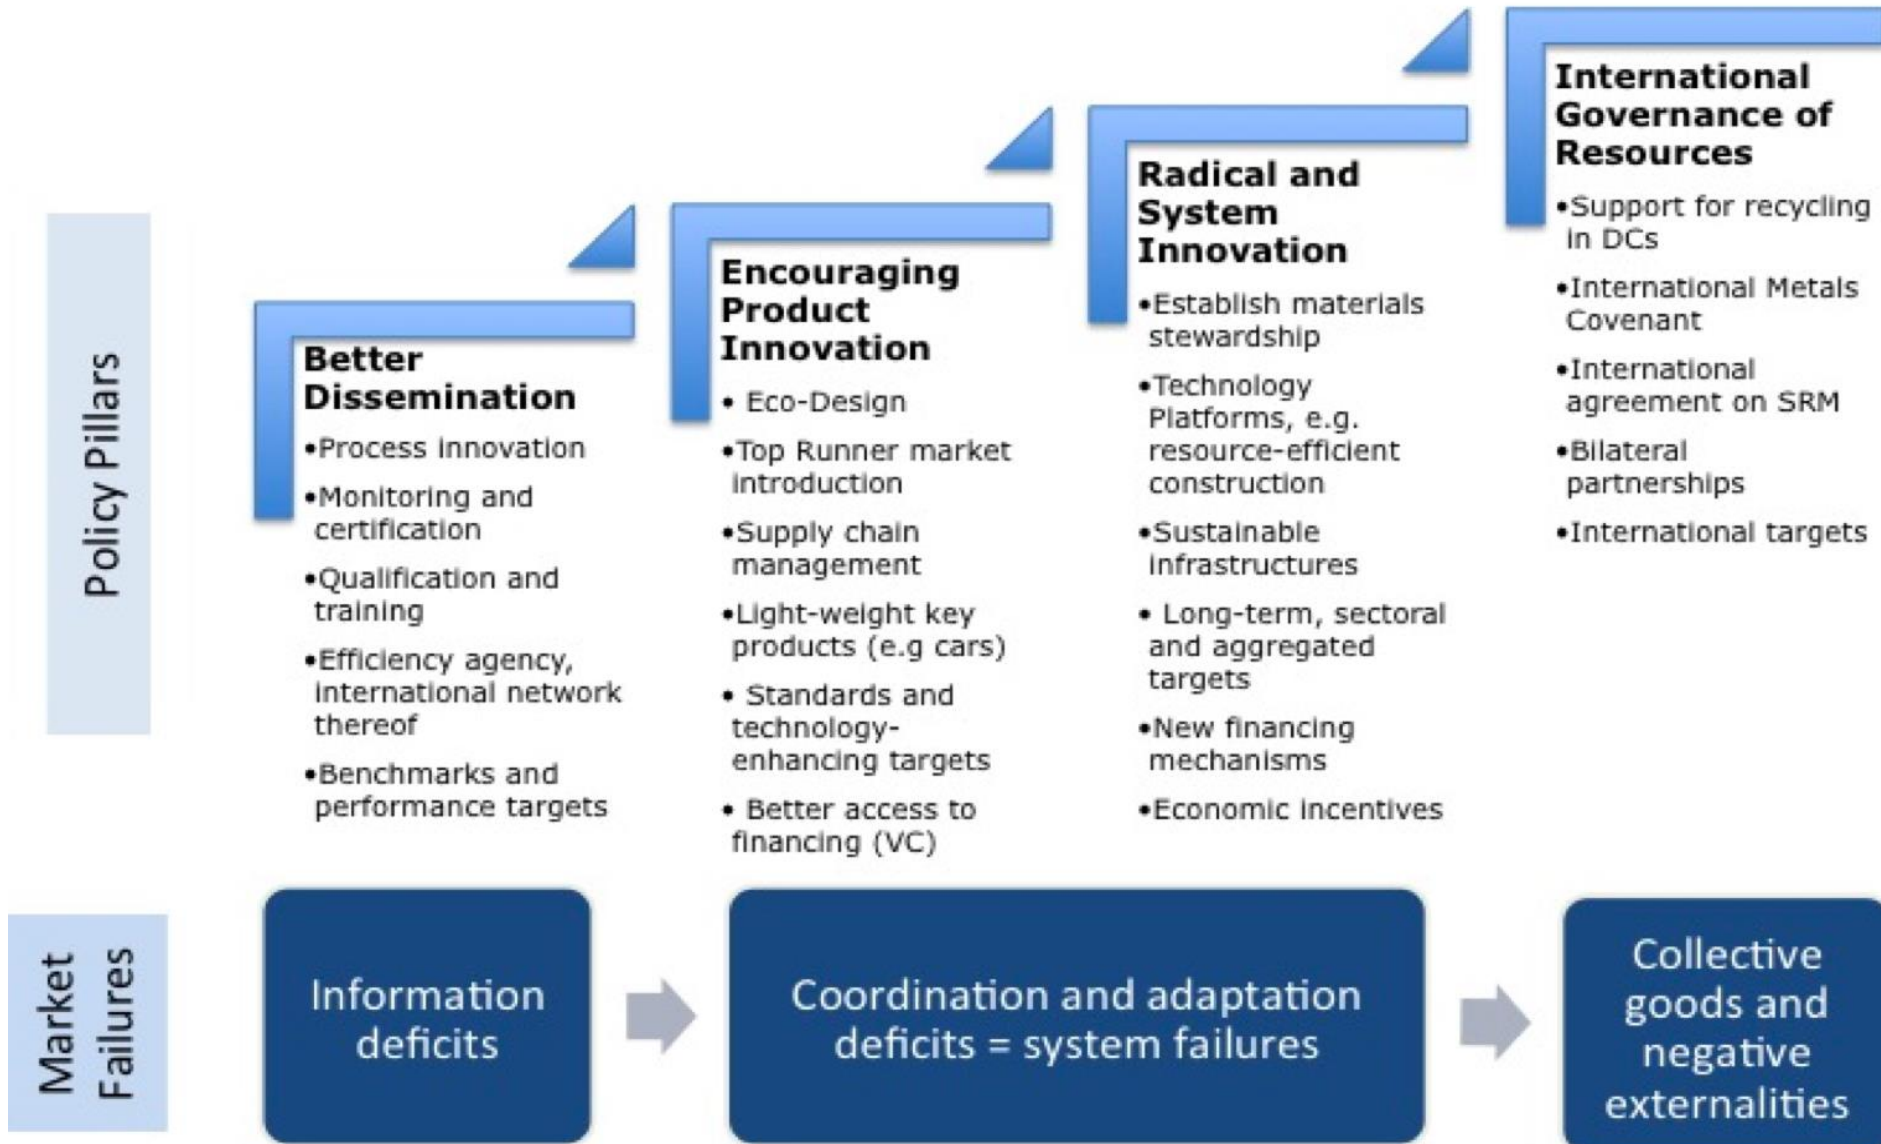 Policy Pillars
Better
Dissemination
•Process innovation
•Monitoring and
certification
•Qualification and
training
•Efficiency agency,
international network
thereof
•Benchmarks and
performance targets
Encouraging
Product
Innovation
• Eco-Design
•Top Runner market
introduction
•Supply chain
management
•Light-weight key
products (e.g cars)
• Standards and
technology-
enhancing targets
• Better access to
financing (VC)
Radical and
System
Innovation
•Establish materials
stewardship
•Technology
Platforms, e.g.
resource-efficient
construction
•Sustainable
infrastructures
• Long-term, sectoral
and aggregated
targets
•New financing
mechanisms
•Economic incentives
International
Governance of
Resources
•Support for recycling
in DCs
•International Metals
Covenant
•International
agreement on SRM
•Bilateral
partnerships
•International targets
Market
Failures
Information
deficits
Coordination and adaptation
deficits = system failures
Collective
goods and
negative
externalities